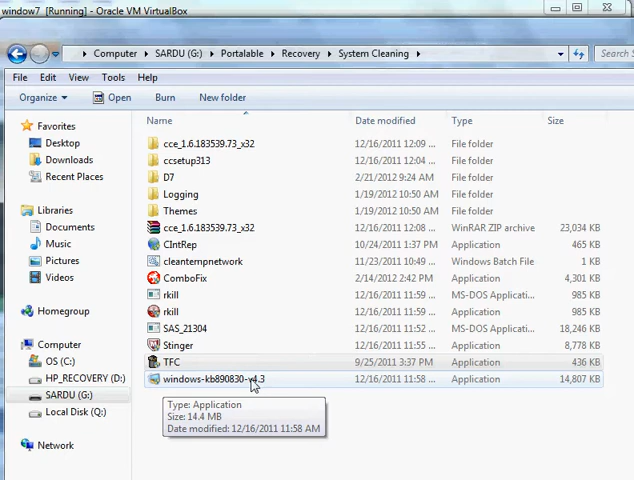 window7 [Running] - Oracle VM VirtualBox
Computer ▸ SARDU (G:) ▸ Portalable ▸ Recovery ▸ System Cleaning ▸
Search S
File Edit View Tools Help
Organize Open Burn New folder
Name Date modified Type Size
Favorites
Desktop
Downloads
Recent Places
Libraries
Documents
Music
Pictures
Videos
Homegroup
Computer
OS (C:)
HP_RECOVERY (D:)
SARDU (G:)
Local Disk (Q:)
Network
cce_1.6.183539.73_x32 12/16/2011 12:09 ... File folder
ccsetup313 12/16/2011 12:09 ... File folder
D7 2/21/2012 9:24 AM File folder
Logging 1/19/2012 10:50 AM File folder
Themes 1/19/2012 10:50 AM File folder
cce_1.6.183539.73_x32 12/16/2011 12:08 ... WinRAR ZIP archive 23,034 KB
CIntRep 10/24/2011 1:37 PM Application 465 KB
cleantempnetwork 11/23/2011 10:49 ... Windows Batch File 1 KB
ComboFix 2/14/2012 2:42 PM Application 4,301 KB
rkill 12/16/2011 11:59 ... MS-DOS Applicati... 985 KB
rkill 12/16/2011 11:59 ... Application 985 KB
SAS_21304 12/16/2011 11:59 ... MS-DOS Applicati... 18,246 KB
Stinger 12/16/2011 11:59 ... Application 8,778 KB
TFC 9/25/2011 3:37 PM Application 436 KB
windows-kb890830-v4.3 12/16/2011 11:58 ... Application 14,807 KB
Type: Application
Size: 14.4 MB
Date modified: 12/16/2011 11:58 AM